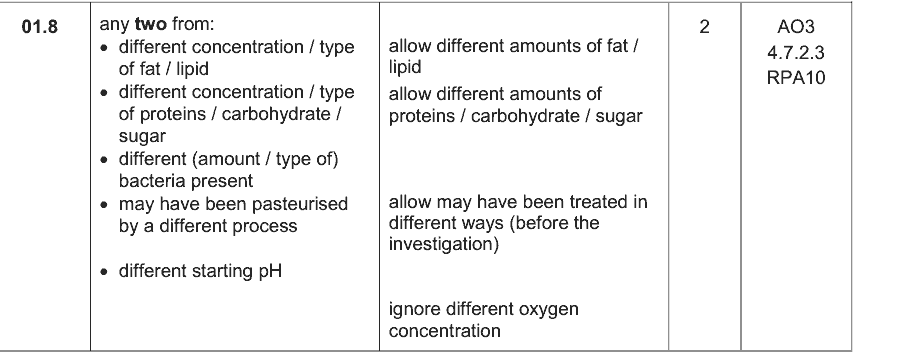 01.8
any two from:
• different concentration / type
of fat / lipid
• different concentration / type
of proteins / carbohydrate /
sugar
• different (amount / type of)
bacteria present
• may have been pasteurised
by a different process
• different starting pH
allow different amounts of fat /
lipid
allow different amounts of
proteins / carbohydrate / sugar
allow may have been treated in
different ways (before the
investigation)
ignore different oxygen
concentration
2
AO3
4.7.2.3
RPA10